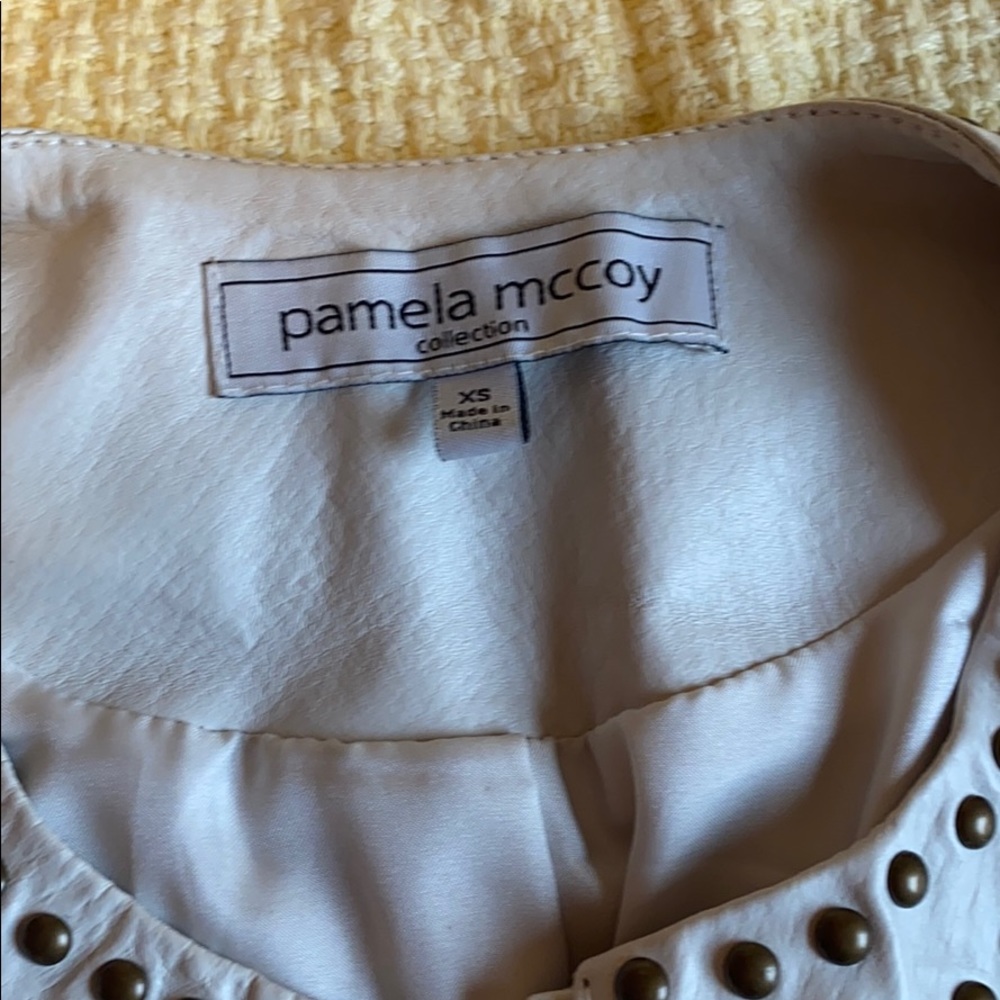 pamela mccoy
collection
XS
Made in
China